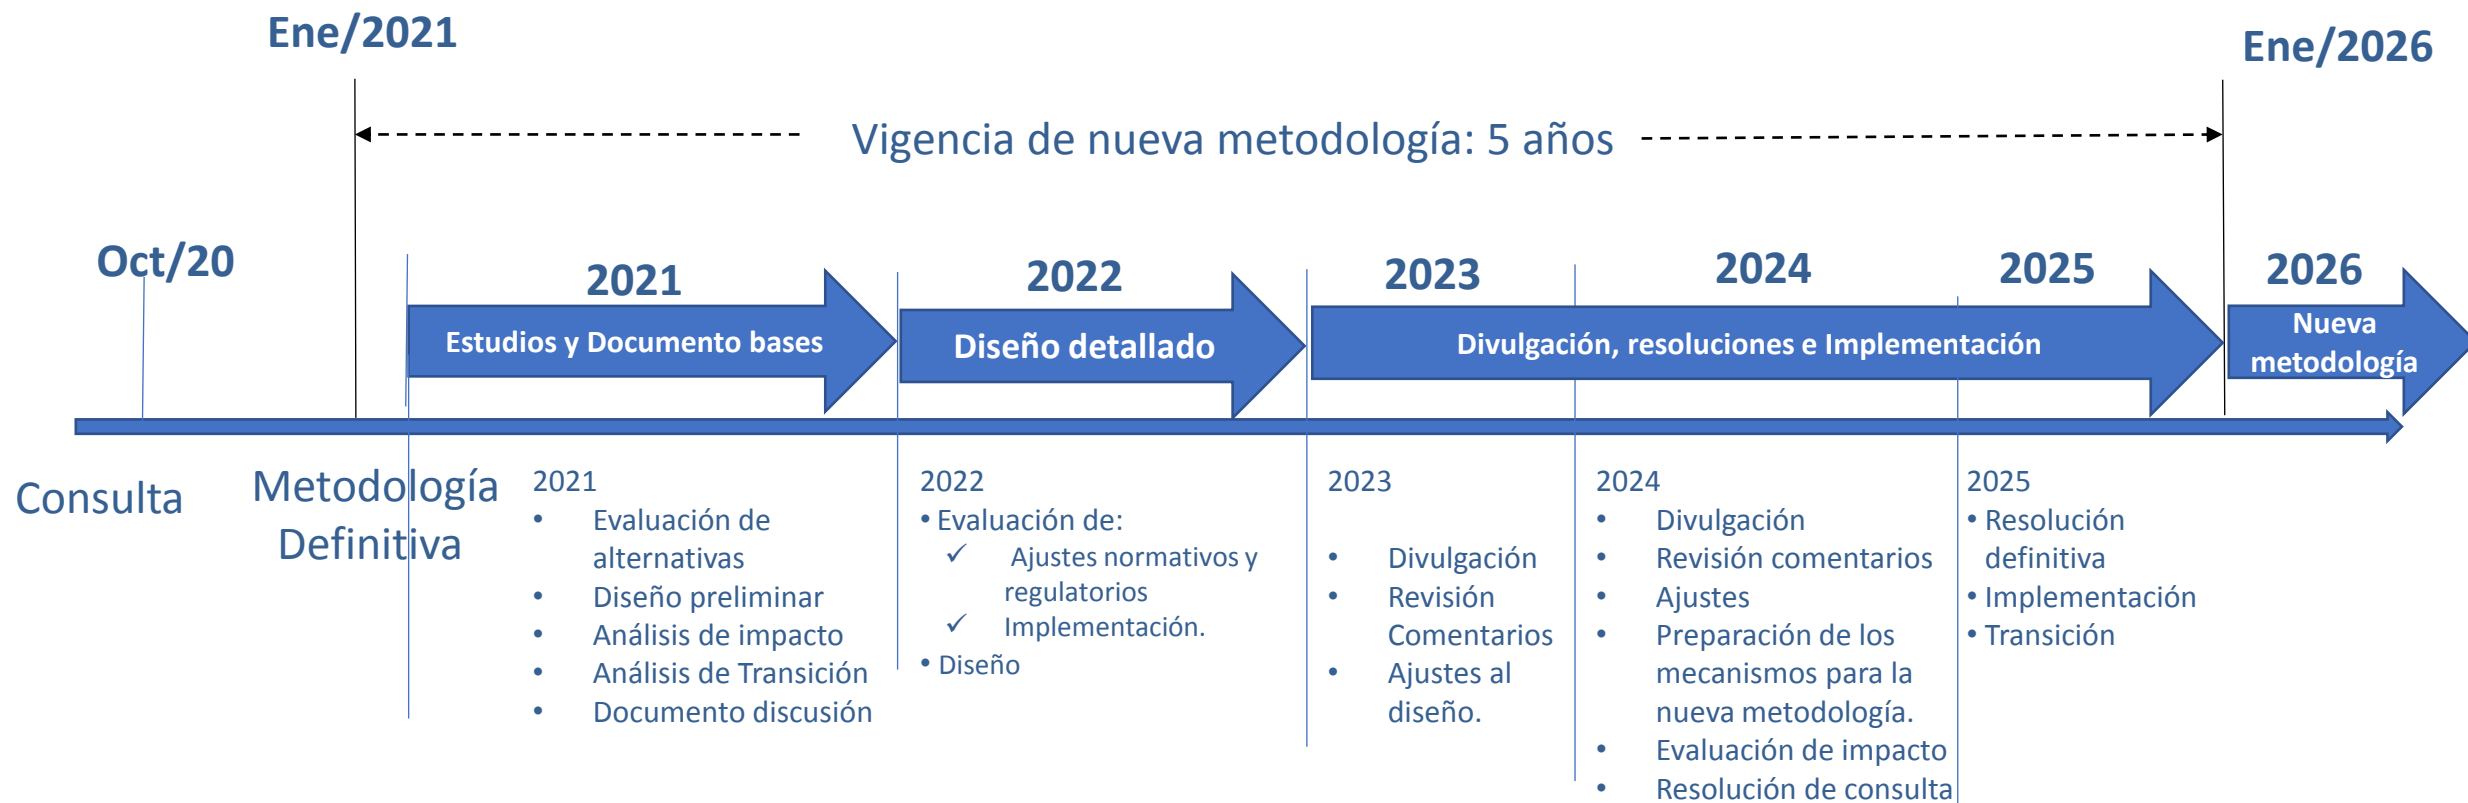 Ene/2021
Ene/2026
Vigencia de nueva metodología: 5 años
Oct/20
2021
2022
2023
2024
2025
2026
Estudios y Documento bases
Diseño detallado
Divulgación, resoluciones e Implementación
Nueva
metodología
Consulta
Metodología
Definitiva
2021
• Evaluación de
alternativas
• Diseño preliminar
• Análisis de impacto
• Análisis de Transición
• Documento discusión
2022
• Evaluación de:
✓ Ajustes normativos y
regulatorios
✓ Implementación.
• Diseño
2023
• Divulgación
• Revisión
Comentarios
• Ajustes al
diseño.
2024
• Divulgación
• Revisión comentarios
• Ajustes
• Preparación de los
mecanismos para la
nueva metodología.
• Evaluación de impacto
• Resolución de consulta
2025
• Resolución
definitiva
• Implementación
• Transición